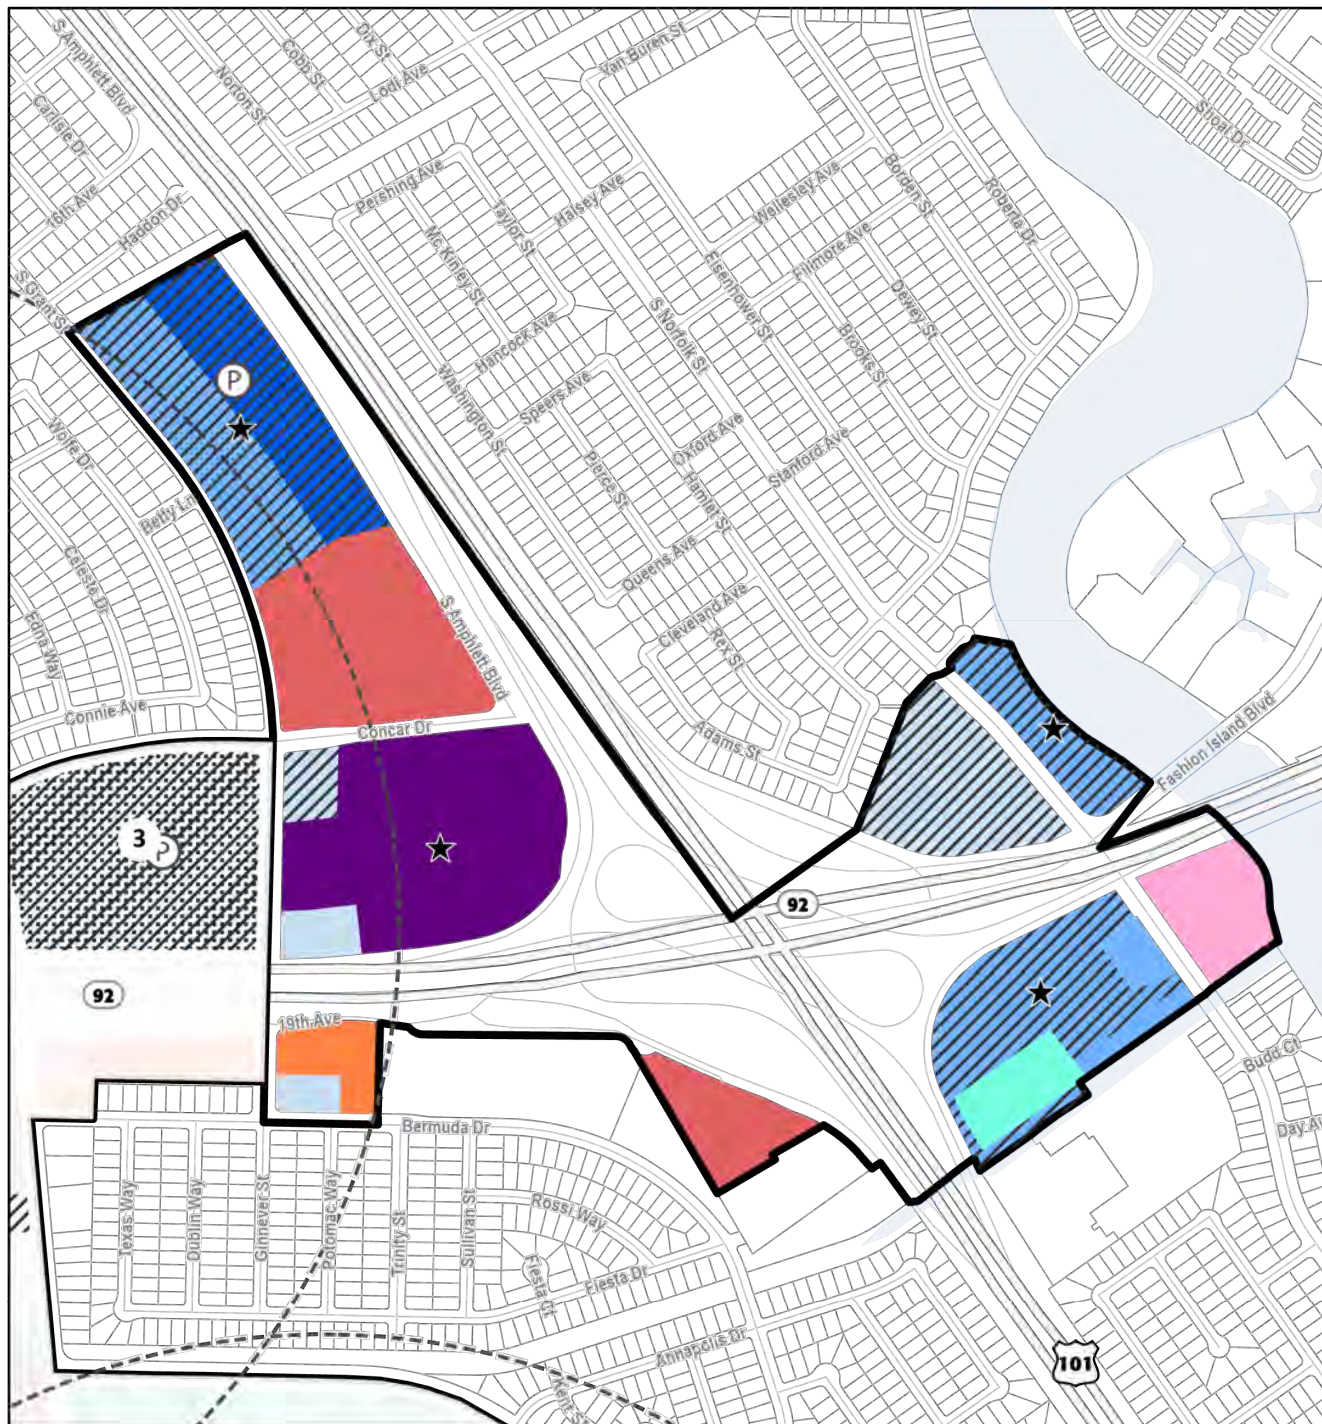 S Amphlett Blvd
Dix St
Cobb St
Van Buren St
Norton St
Lodi Ave
Carlisle Dr
Shoal Dr
16th Ave
Haddon Dr
Pershing Ave
Taylor St
Halsey Ave
Wellesley Ave
Borden St
Roberta Dr
Mc Kinley St
Fillmore Ave
S Grant St
Eisenhower St
Dewey St
Hancock Ave
S Norfolk St
Brooks St
P
Washington St
Speers Ave
Wolfe Dr
Oxford Ave
Stanford Ave
Betty Ln
Pierce St
Hamlet St
Celeste Dr
Queens Ave
Edna Way
S Amphlett Blvd
Cleveland Ave
Rex St
Connie Ave
Concar Dr
Adams St
Fashion Island Blvd
3
P
92
92
19th Ave
Budd Ct
Bermuda Dr
Day Av
Texas Way
Dublin Way
Ginnever St
Potomac Way
Trinity St
Sullivan St
Rossi Way
Fiesta Ct
Fiesta Dr
Annapolis Dr
101
Kent St